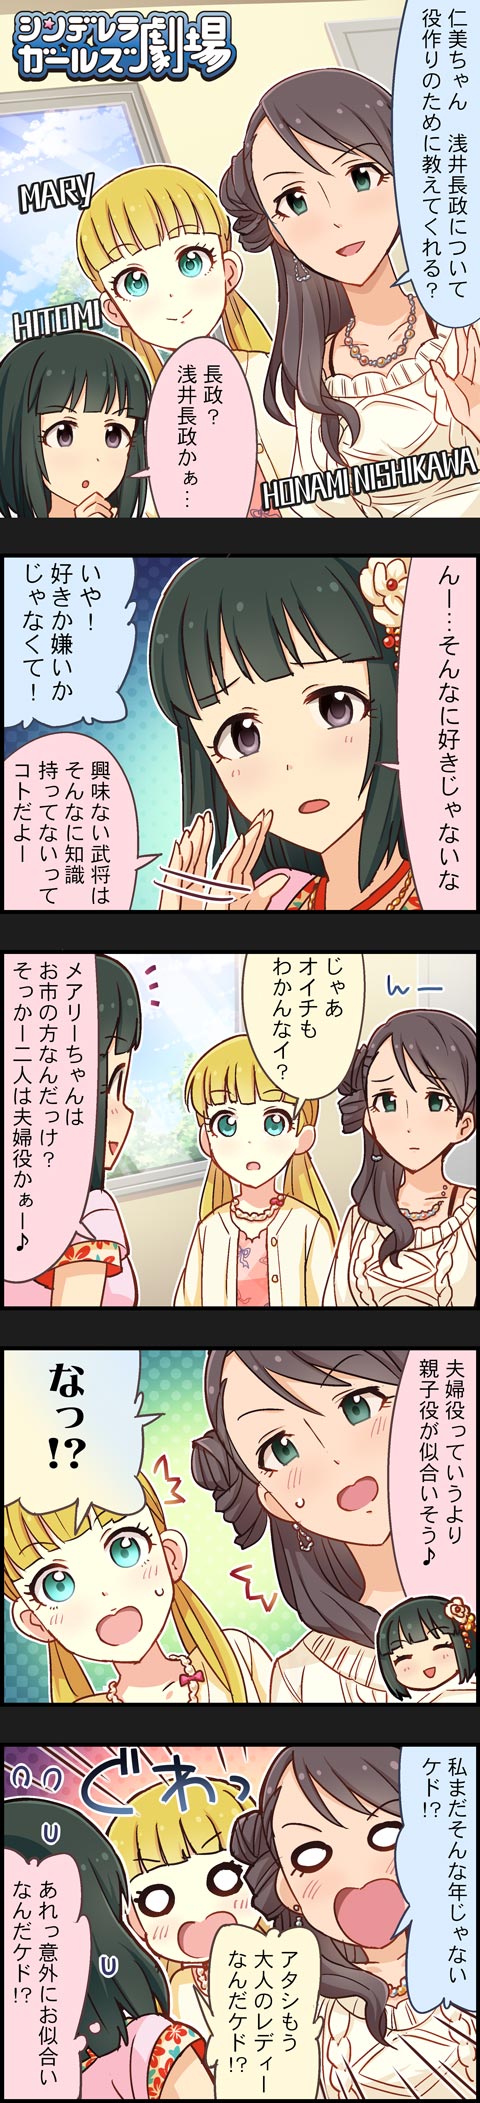 シンデレラ
ガールズ劇場
仁美ちゃん　浅井長政について
役作りのために教えてくれる？
MARY
HITOMI
長政？
浅井長政かぁ…
HONAMI NISHIKAWA
んー…そんなに好きじゃないな
いや！
好きか嫌いか
じゃなくて！
興味ない武将は
そんなに知識
持ってないって
コトだよー
んー
じゃあ
オイチも
わかんなイ？
メアリーちゃんは
お市の方なんだっけ？
そっかー二人は夫婦役かぁー♪
夫婦役っていうより
親子役が似合いそう♪
なっ!?
私まだそんな年じゃない
ケド!?
どわっ
アタシもう
大人のレディー
なんだケド!?
あれっ意外にお似合い
なんだケド!?